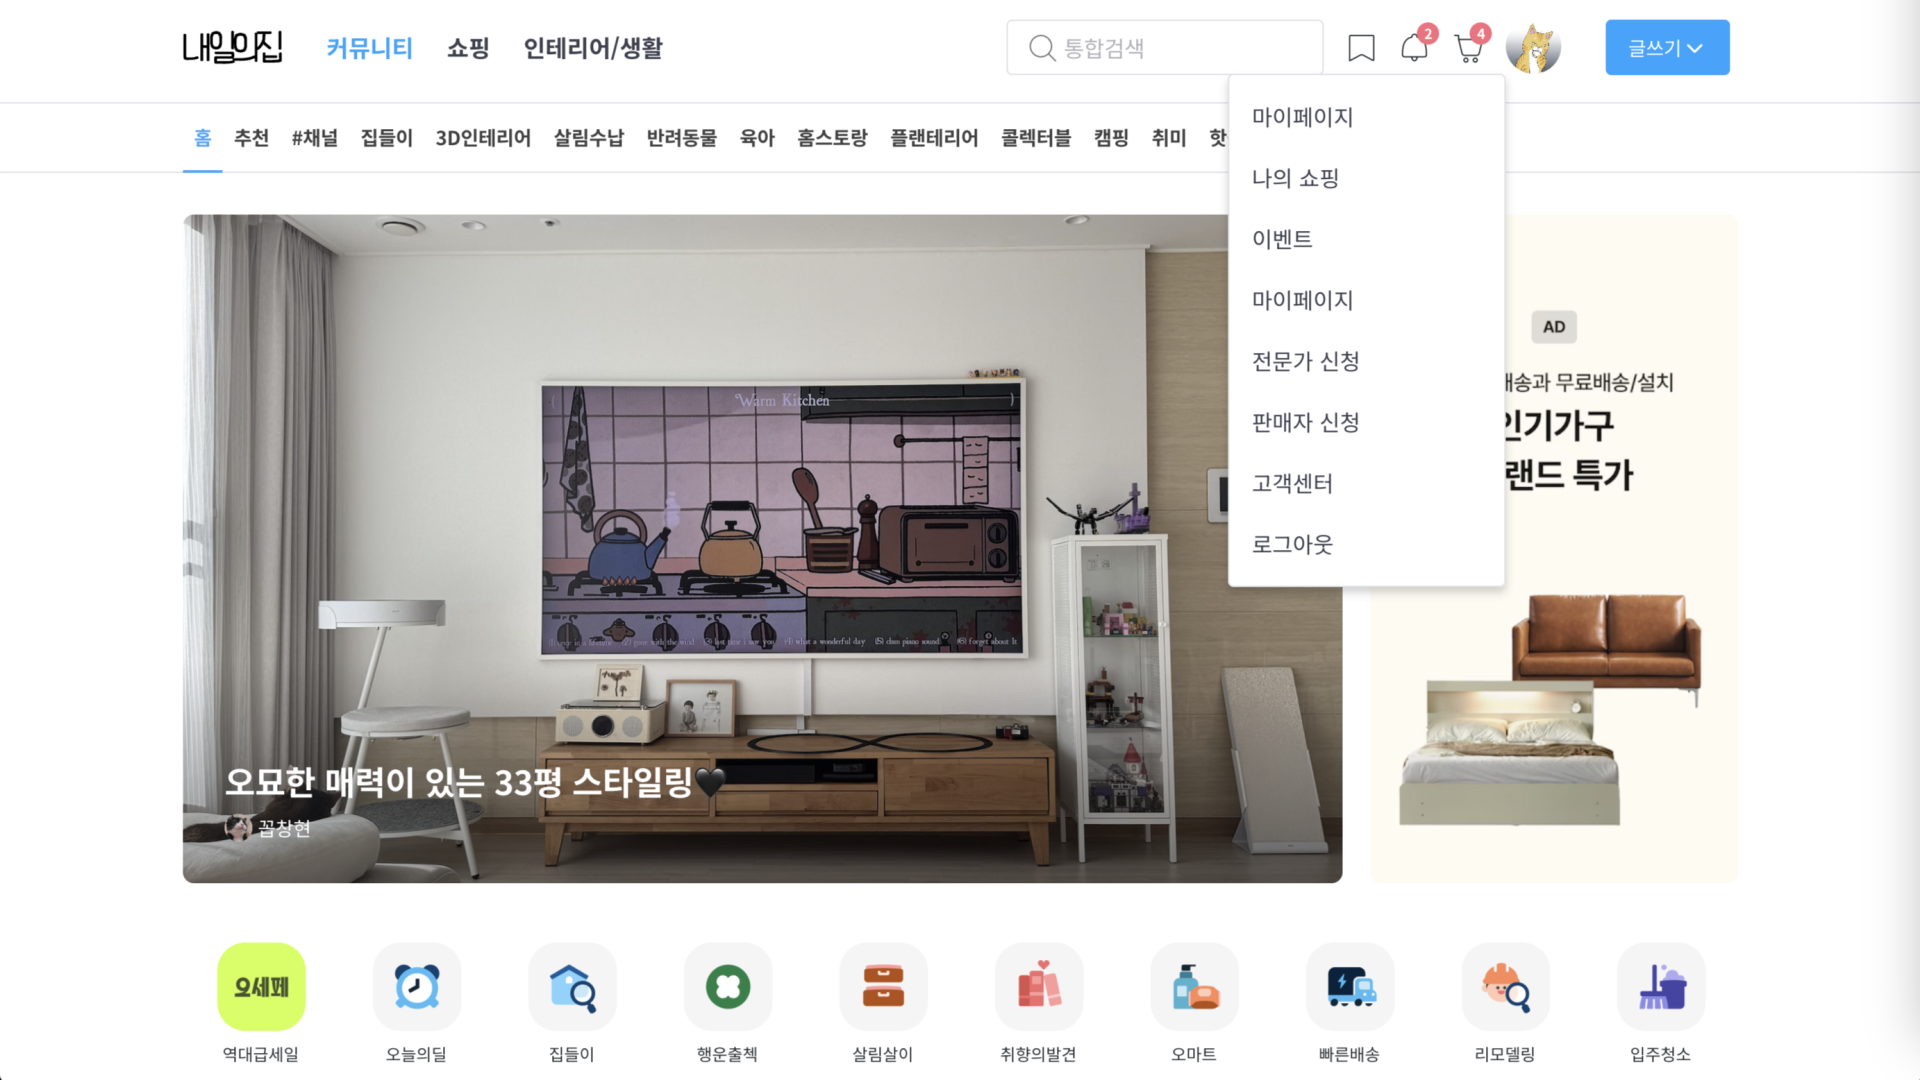 내일의집
커뮤니티 쇼핑 인테리어/생활
통합검색
2
4
글쓰기
홈 추천 #채널 집들이 3D인테리어 살림수납 반려동물 육아 홈스토랑 플랜테리어 콜렉터블 캠핑 취미 핫
마이페이지
나의 쇼핑
이벤트
마이페이지
전문가 신청
판매자 신청
고객센터
로그아웃
AD
배송과 무료배송/설치
인기가구
랜드 특가
Warm Kitchen
what a wonderful day
오묘한 매력이 있는 33평 스타일링🖤
꼽창현
오세페
역대급세일 오늘의딜 집들이 행운출첵 살림살이 취향의발견 오마트 빠른배송 리모델링 입주청소